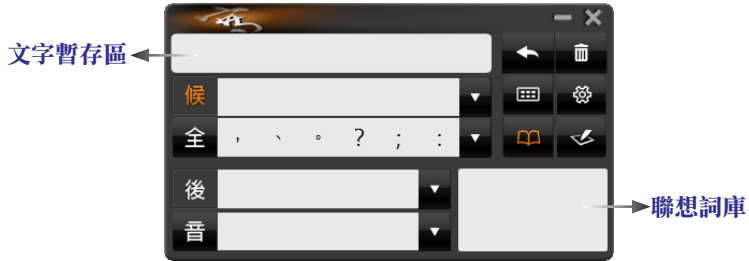 文字暫存區
候
全 , 、 。 ? ; :
後
音
聯想詞庫